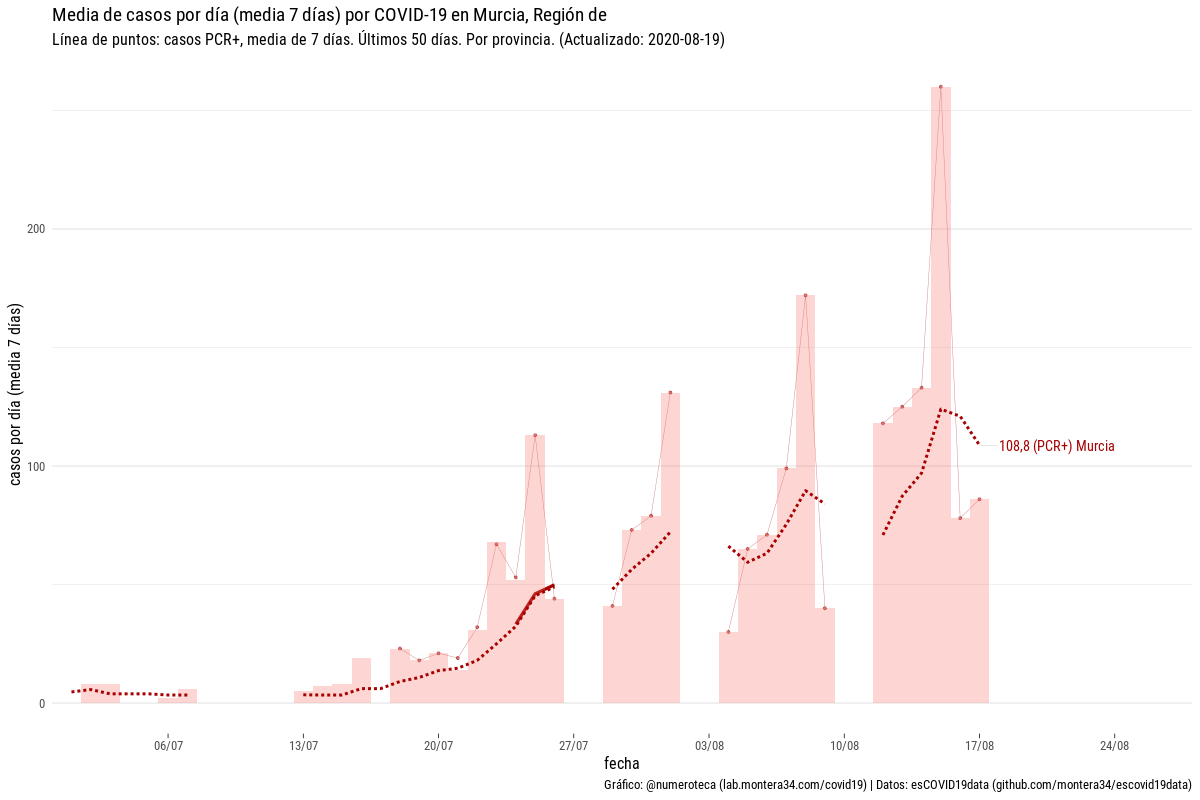 Media de casos por día (media 7 días) por COVID-19 en Murcia, Región de
Línea de puntos: casos PCR+, media de 7 días. Últimos 50 días. Por provincia. (Actualizado: 2020-08-19)
casos por día (media 7 días)
200
100
0
108,8 (PCR+) Murcia
06/07
13/07
20/07
27/07
03/08
10/08
17/08
24/08
fecha
Gráfico: @numeroteca (lab.montera34.com/covid19) | Datos: esCOVID19data (github.com/montera34/escovid19data)